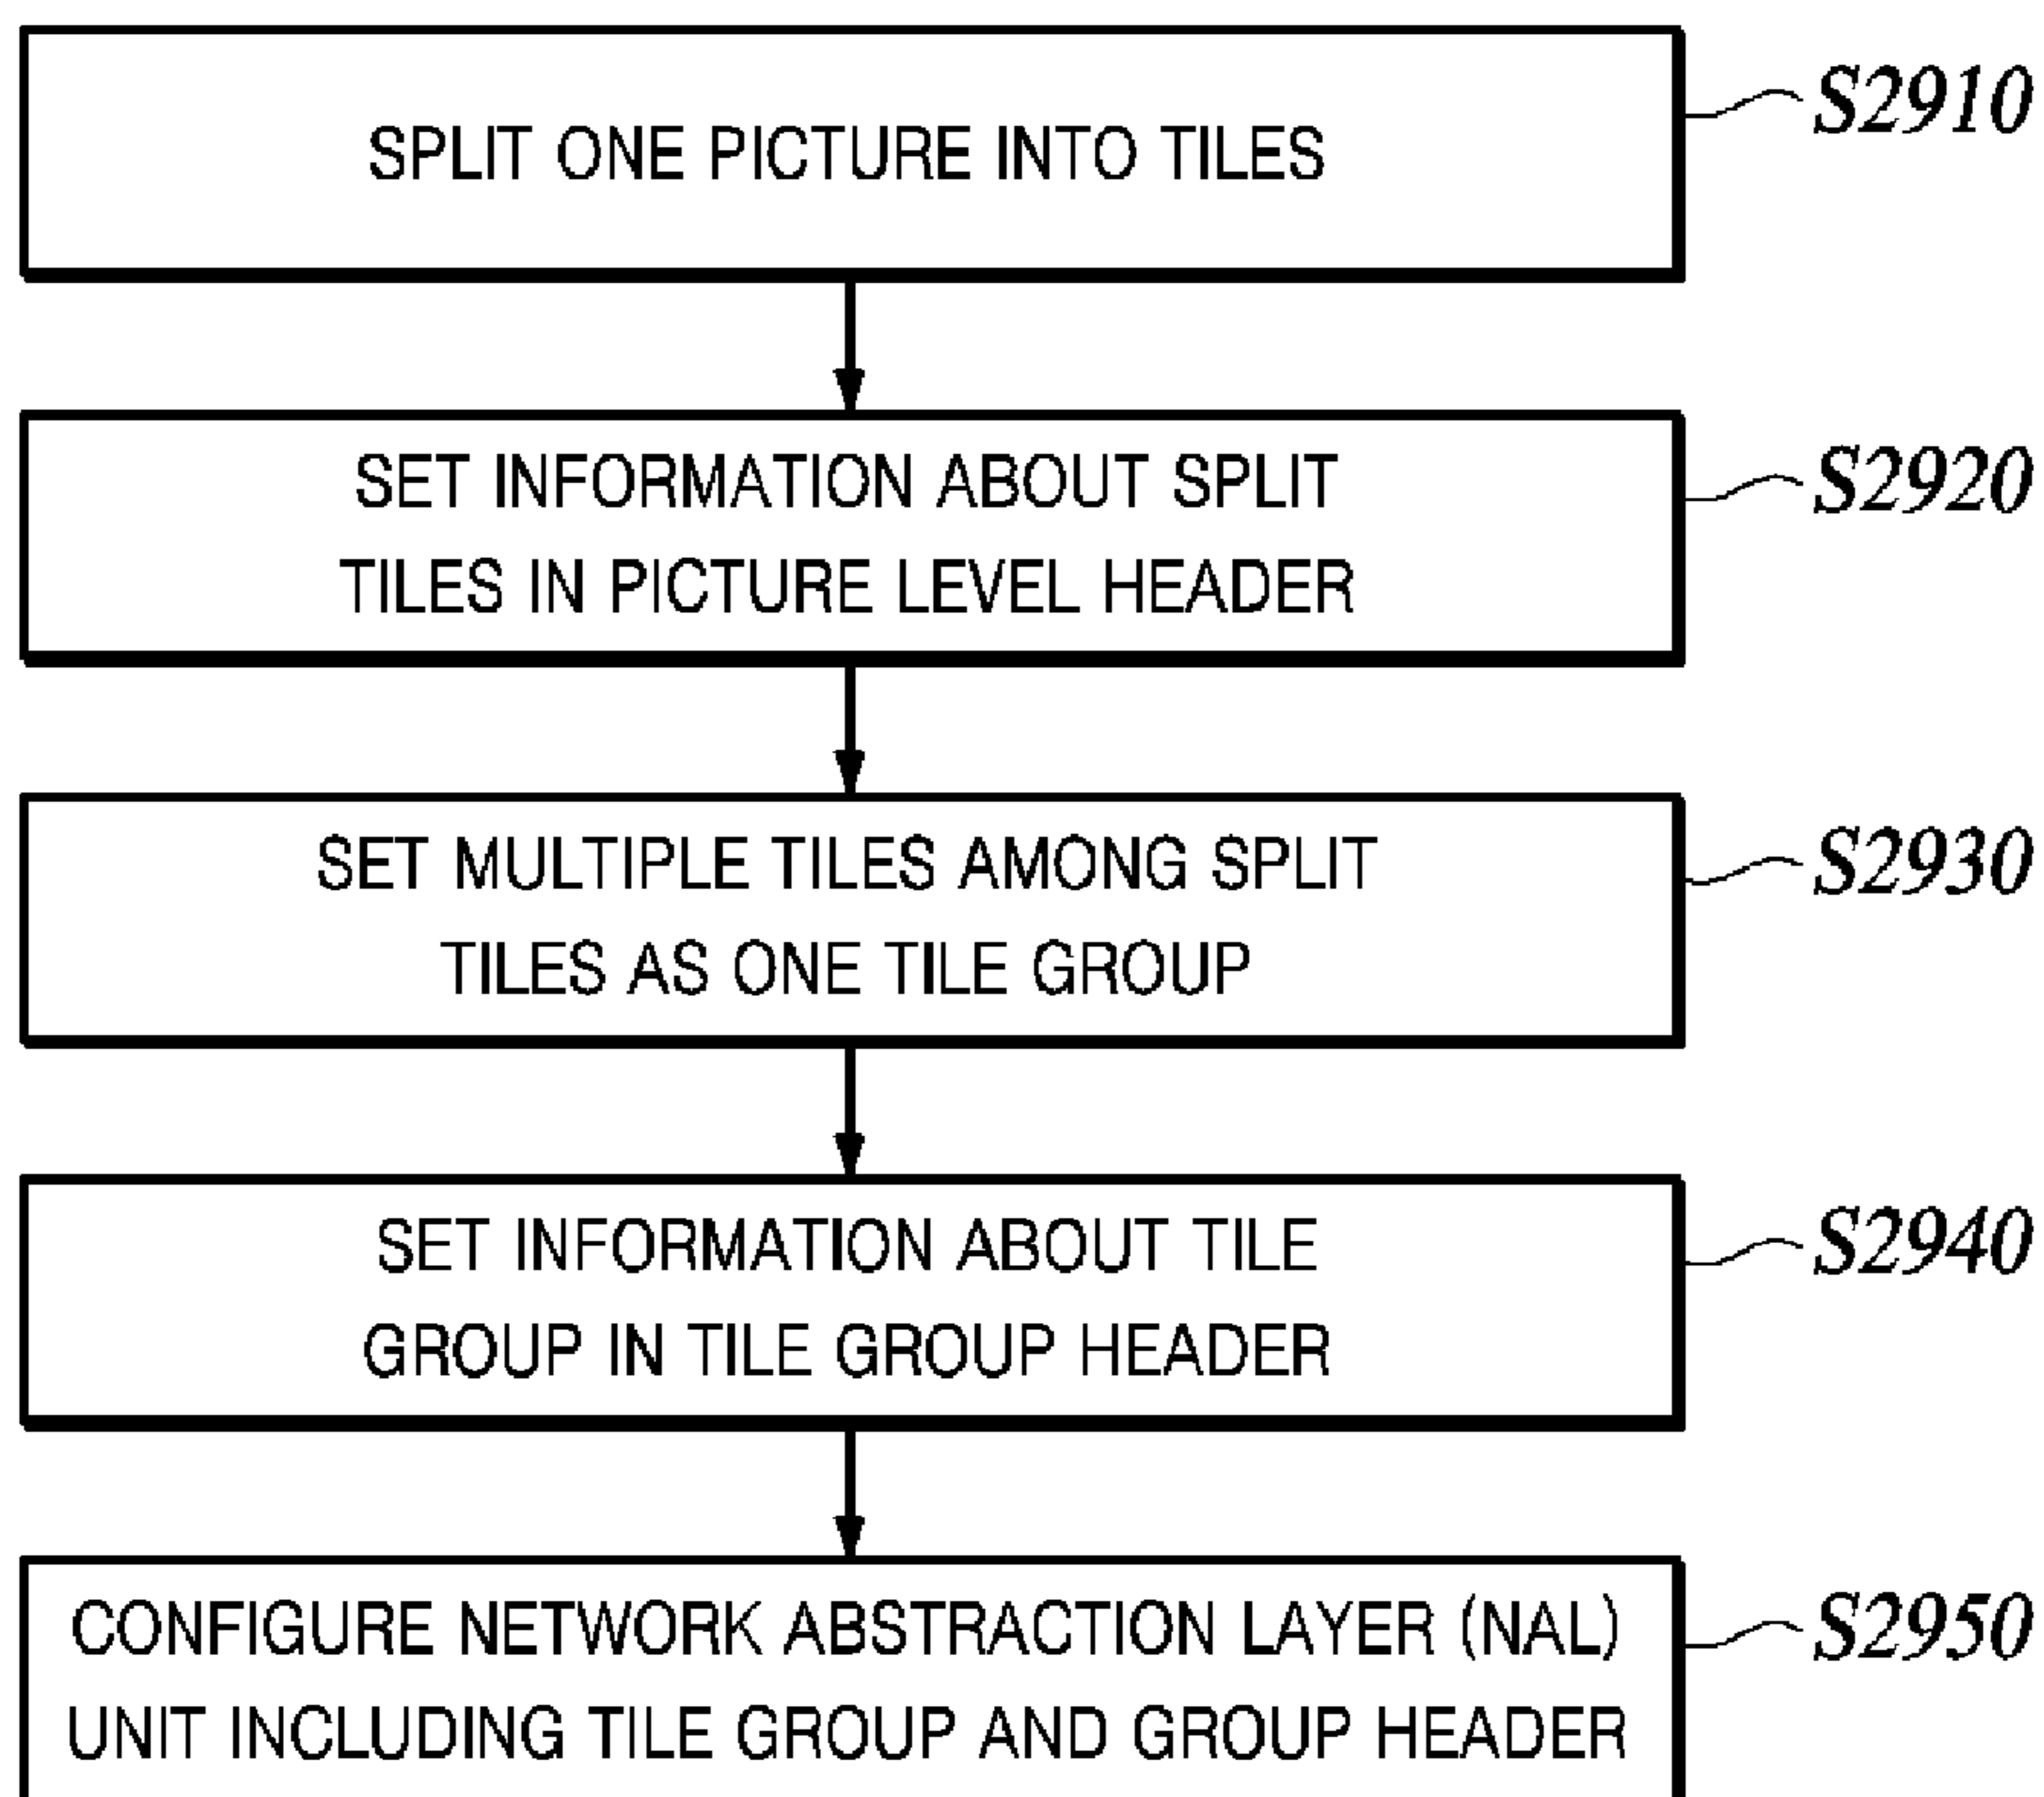 SPLIT ONE PICTURE INTO TILES
S2910
SET INFORMATION ABOUT SPLIT
TILES IN PICTURE LEVEL HEADER
S2920
SET MULTIPLE TILES AMONG SPLIT
TILES AS ONE TILE GROUP
S2930
SET INFORMATION ABOUT TILE
GROUP IN TILE GROUP HEADER
S2940
CONFIGURE NETWORK ABSTRACTION LAYER (NAL)
UNIT INCLUDING TILE GROUP AND GROUP HEADER
S2950